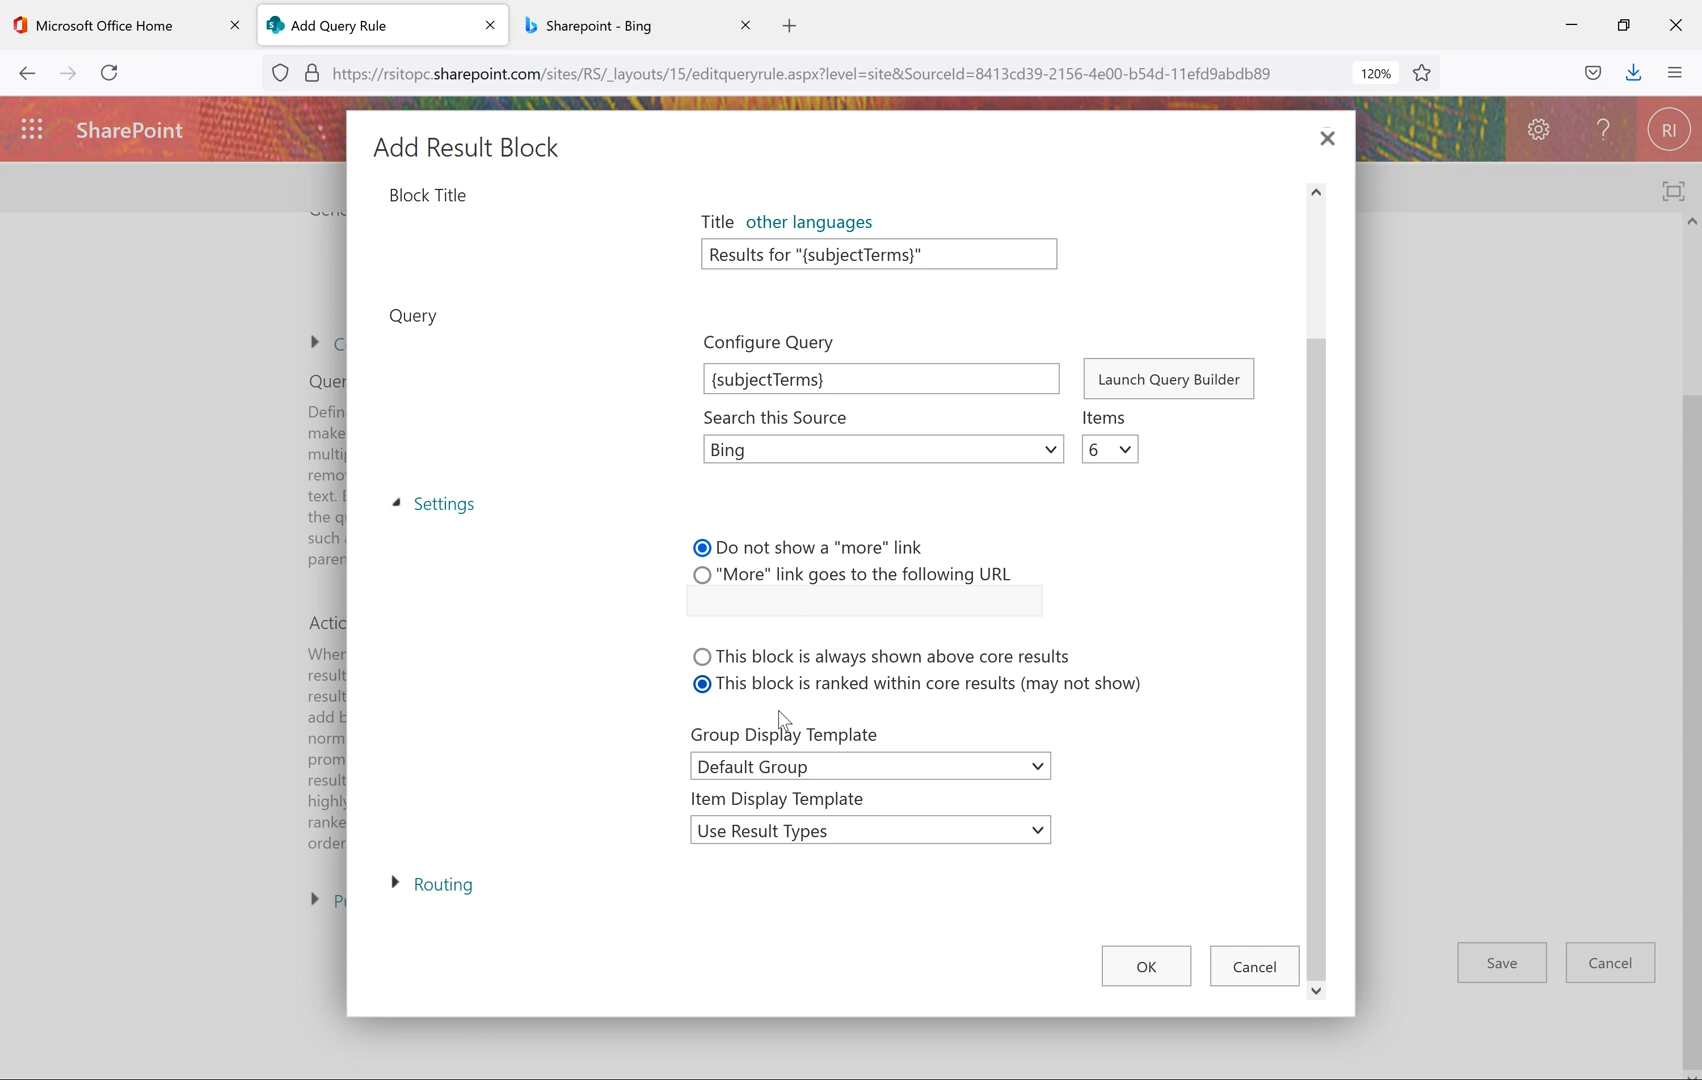 Microsoft Office Home
Add Query Rule
Sharepoint - Bing
https://rsitopc.sharepoint.com/sites/RS/_layouts/15/editqueryrule.aspx?level=site&SourceId=8413cd39-2156-4e00-b54d-11efd9abdb89
120%
SharePoint
?
RI
Add Result Block
Block Title
Title other languages
Results for "{subjectTerms}"
Query
Configure Query
{subjectTerms}
Launch Query Builder
Search this Source
Items
Bing
6
Settings
Do not show a "more" link
"More" link goes to the following URL
This block is always shown above core results
This block is ranked within core results (may not show)
Group Display Template
Default Group
Item Display Template
Use Result Types
Routing
OK
Cancel
Save
Cancel